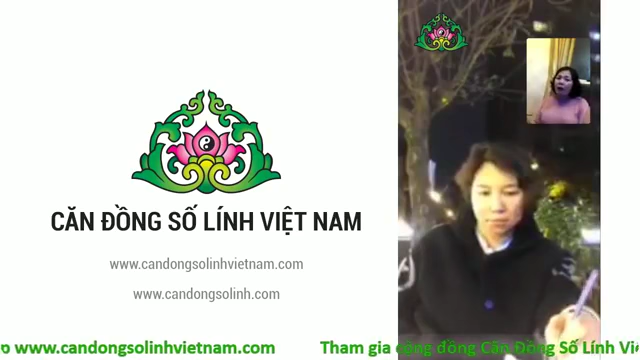 CĂN ĐỒNG SỐ LÍNH VIỆT NAM
www.candongsolinhvietnam.com
www.candongsolinh.com
www.candongsolinhvietnam.com Tham gia cộng đồng Căn Đồng Số Lính